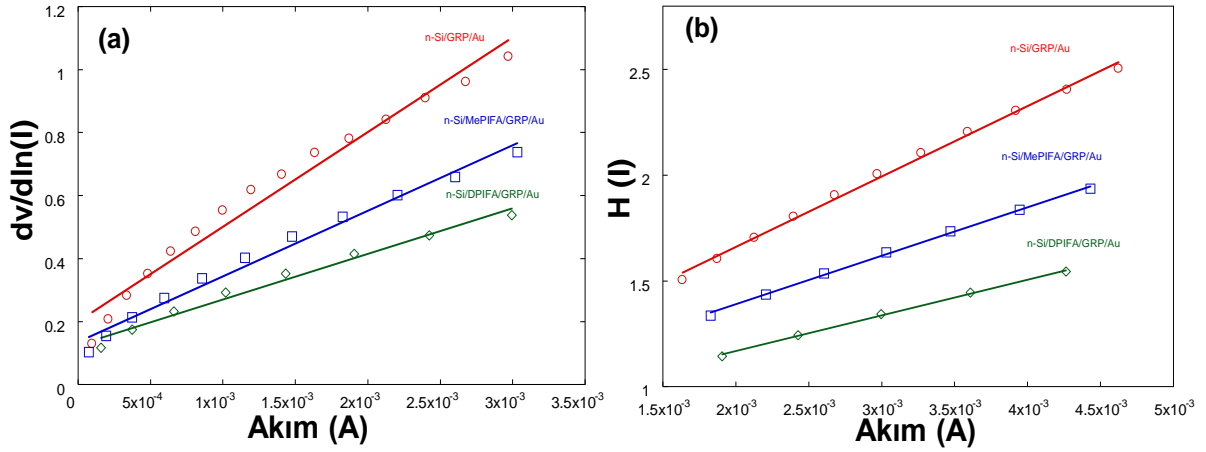 (a)
n-Si/GRP/Au
n-Si/MePIFA/GRP/Au
n-Si/DPIFA/GRP/Au
dv/dln(I)
1.2
1
0.8
0.6
0.4
0.2
0
0 5x10⁻⁴ 1x10⁻³ 1.5x10⁻³ 2x10⁻³ 2.5x10⁻³ 3x10⁻³ 3.5x10⁻³
Akım (A)
(b)
n-Si/GRP/Au
n-Si/MePIFA/GRP/Au
n-Si/DPIFA/GRP/Au
H (I)
2.5
2
1.5
1
1.5x10⁻³ 2x10⁻³ 2.5x10⁻³ 3x10⁻³ 3.5x10⁻³ 4x10⁻³ 4.5x10⁻³ 5x10⁻³
Akım (A)